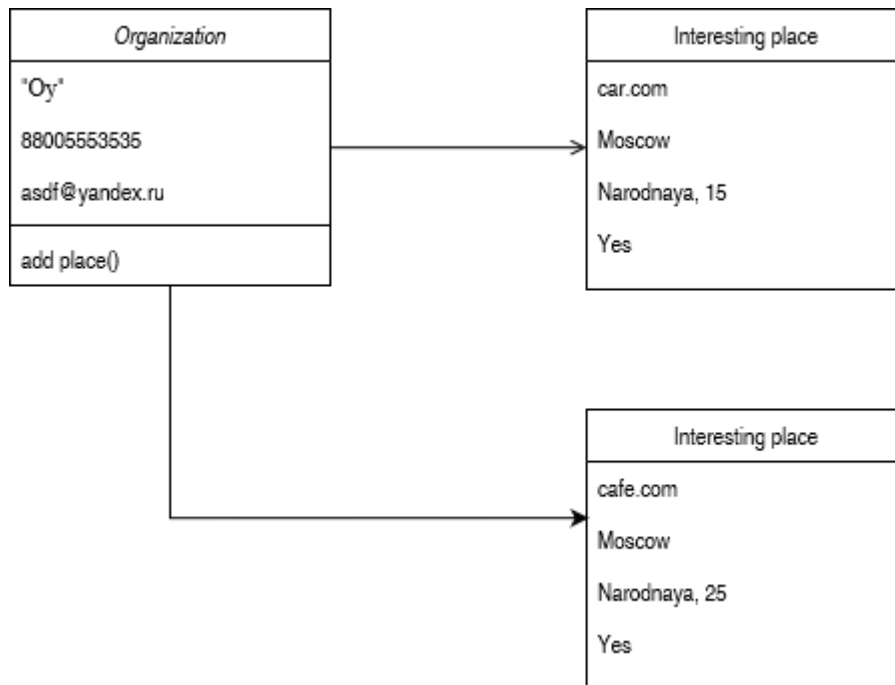 Organization
"Oy"
88005553535
asdf@yandex.ru
add place()
Interesting place
car.com
Moscow
Narodnaya, 15
Yes
Interesting place
cafe.com
Moscow
Narodnaya, 25
Yes